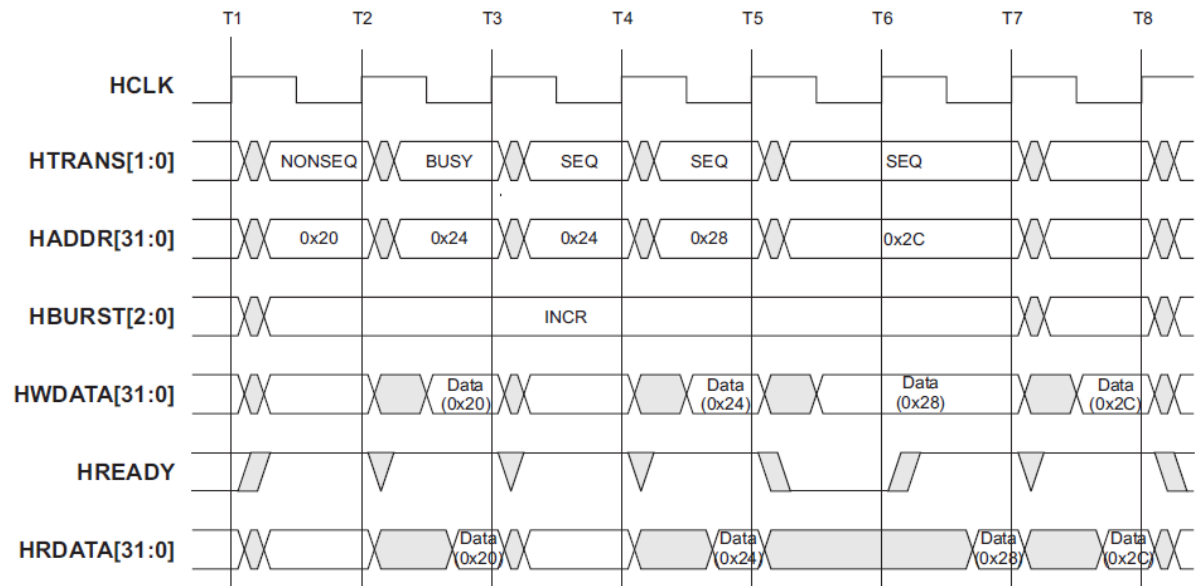 T1 T2 T3 T4 T5 T6 T7 T8
HCLK
HTRANS[1:0] NONSEQ BUSY SEQ SEQ SEQ
HADDR[31:0] 0x20 0x24 0x24 0x28 0x2C
HBURST[2:0] INCR
HWDATA[31:0] Data (0x20) Data (0x24) Data (0x28) Data (0x2C)
HREADY
HRDATA[31:0] Data (0x20) Data (0x24) Data (0x28) Data (0x2C)